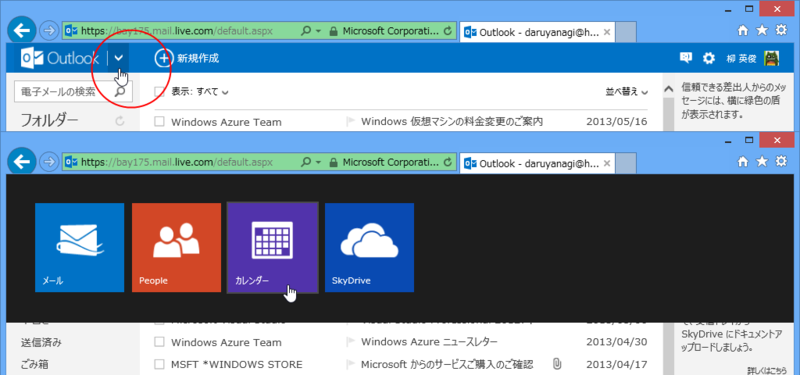 https://bay175.mail.live.com/default.aspx
Microsoft Corporati...
Outlook - daruyanagi@h...
Outlook
新規作成
柳 英俊
電子メールの検索
表示: すべて
並べ替え
信頼できる差出人からのメッ
セージには、横に緑色の盾
が表示されます。
フォルダー
Windows Azure Team
Windows 仮想マシンの料金変更のご案内
2013/05/16
https://bay175.mail.live.com/default.aspx
Microsoft Corporati...
Outlook - daruyanagi@h...
メール
People
カレンダー
SkyDrive
送信済み
Windows Azure Team
Windows Azure ニュースレター
2013/04/30
SkyDrive にドキュメントア
ップロードしましょう。
ごみ箱
MSFT *WINDOWS STORE
Microsoft からのサービスご購入のご確認
2013/04/17
詳しくはこちら